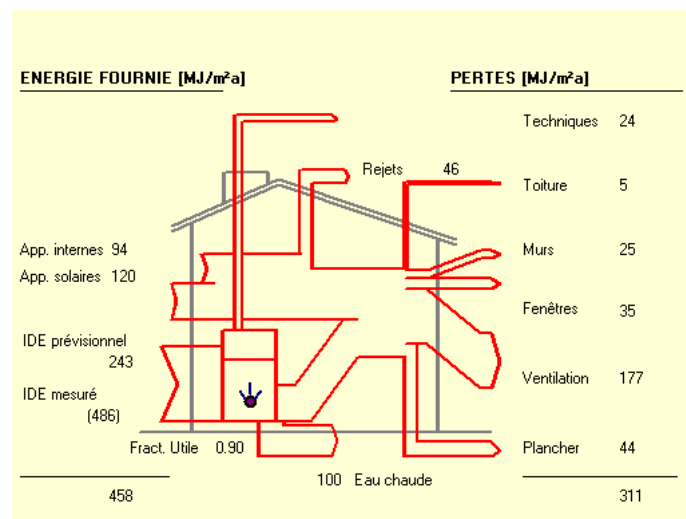 ENERGIE FOURNIE [MJ/m²a]
PERTES [MJ/m²a]
Techniques 24
Rejets 46
Toiture 5
App. internes 94
Murs 25
App. solaires 120
Fenêtres 35
IDE prévisionnel
243
Ventilation 177
IDE mesuré
(486)
Fract. Utile 0.90
Plancher 44
100 Eau chaude
458
311